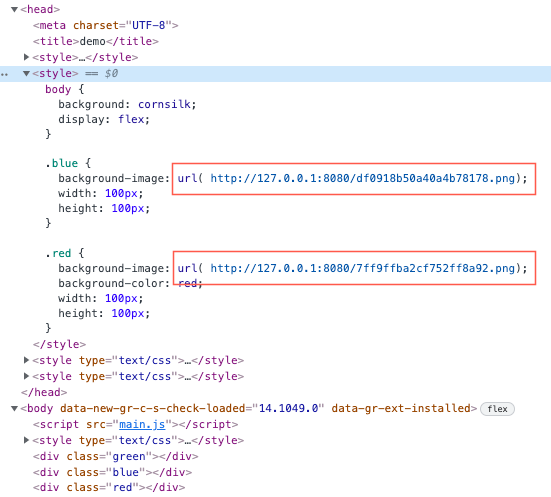 <head>
<meta charset="UTF-8">
<title>demo</title>
<style>…</style>
<style> == $0
body {
background: cornsilk;
display: flex;
}
.blue {
background-image: url( http://127.0.0.1:8080/df0918b50a40a4b78178.png);
width: 100px;
height: 100px;
}
.red {
background-image: url( http://127.0.0.1:8080/7ff9ffba2cf752ff8a92.png);
background-color: red;
width: 100px;
height: 100px;
}
</style>
<style type="text/css">…</style>
<style type="text/css">…</style>
</head>
<body data-new-gr-c-s-check-loaded="14.1049.0" data-gr-ext-installed> flex
<script src="main.js"></script>
<style type="text/css">…</style>
<div class="green"></div>
<div class="blue"></div>
<div class="red"></div>